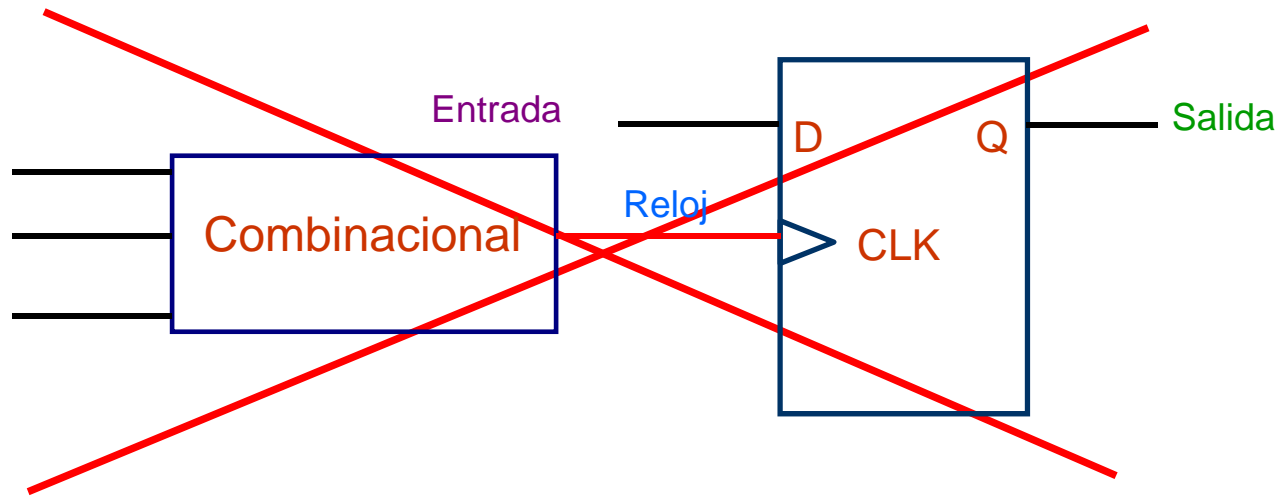 Entrada
D
Q
Salida
Reloj
Combinacional
CLK